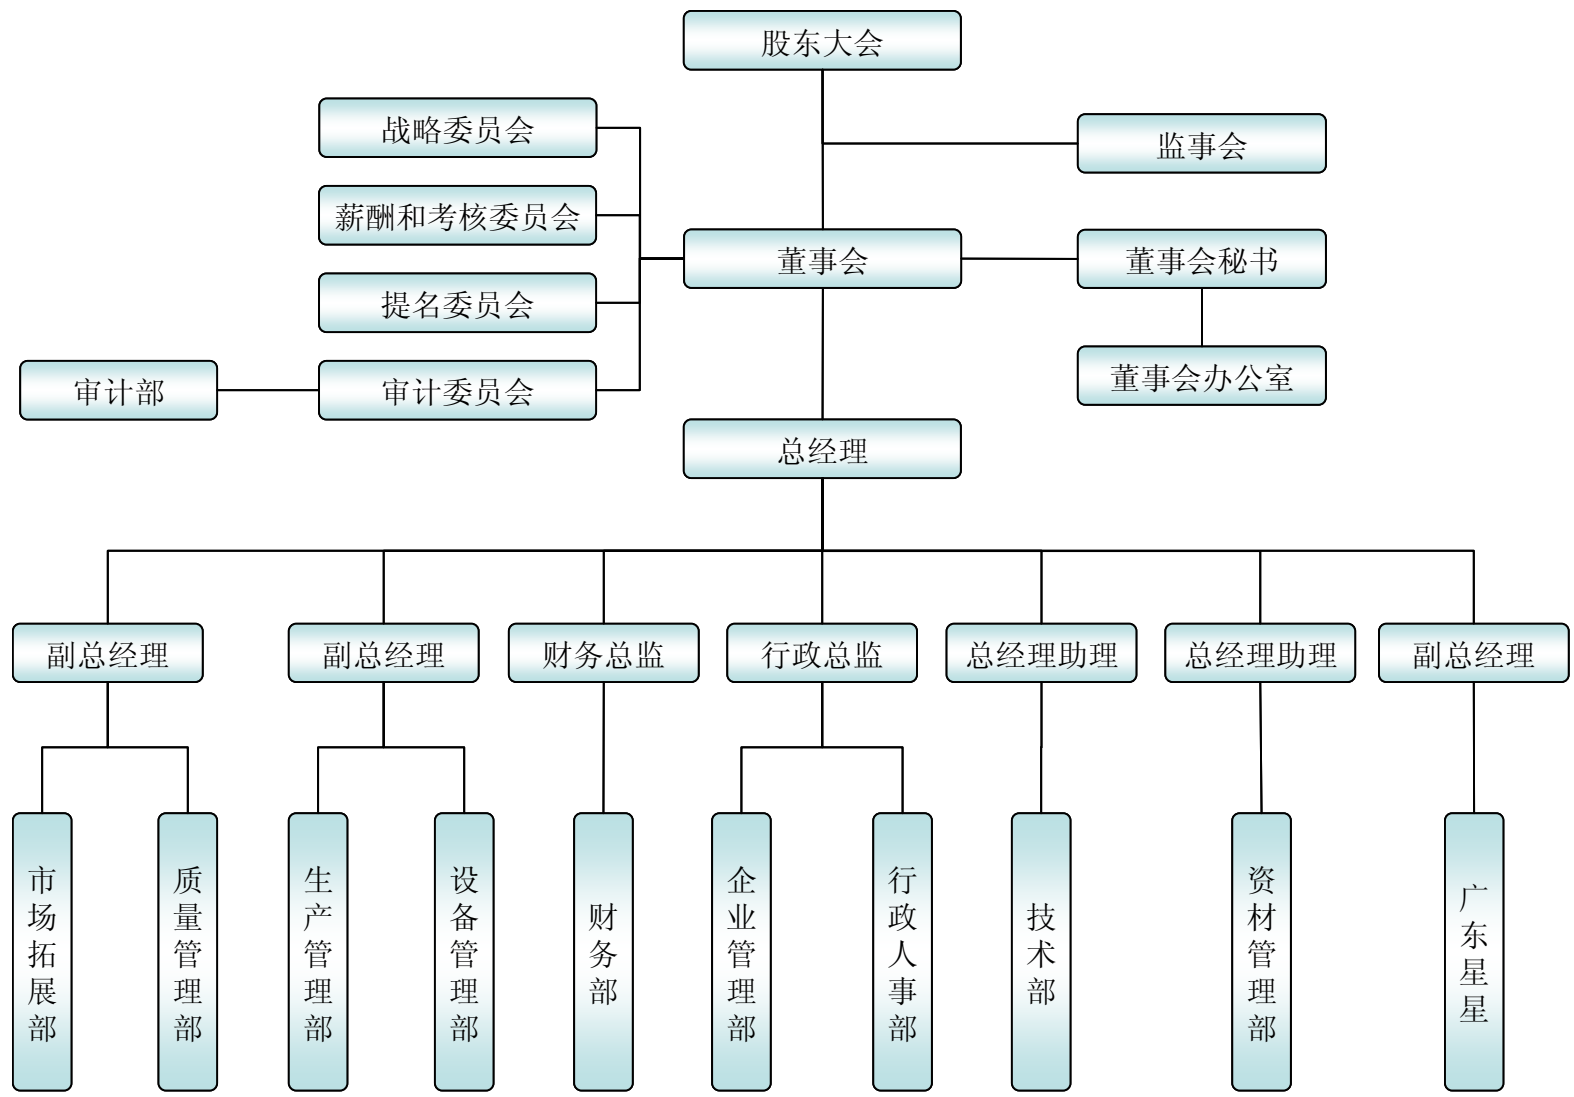 股东大会
战略委员会
监事会
薪酬和考核委员会
董事会
董事会秘书
提名委员会
审计部
审计委员会
董事会办公室
总经理
副总经理
副总经理
财务总监
行政总监
总经理助理
总经理助理
副总经理
市场拓展部
质量管理部
生产管理部
设备管理部
财务部
企业管理部
行政人事部
技术部
资材管理部
广东星星